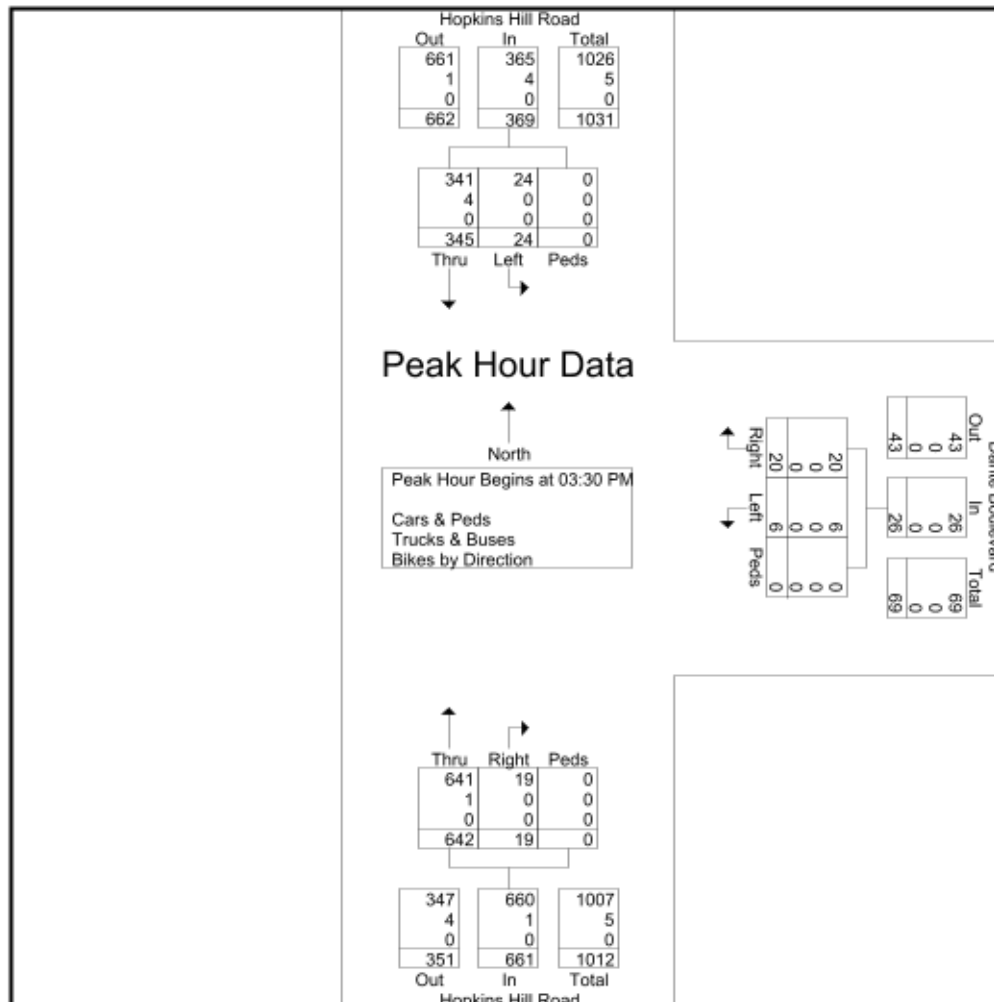 Hopkins Hill Road
Out In Total
661 365 1026
1 4 5
0 0 0
662 369 1031
341 24 0
4 0 0
0 0 0
345 24 0
Thru Left Peds
Peak Hour Data
North
Peak Hour Begins at 03:30 PM
Cars & Peds
Trucks & Buses
Bikes by Direction
Out In Total
43 26 69
0 0 0
0 0 0
43 26 69
20 6 0
0 0 0
0 0 0
20 6 0
Right Left Peds
Thru Right Peds
641 19 0
1 0 0
0 0 0
642 19 0
347 660 1007
4 1 5
0 0 0
351 661 1012
Out In Total
Hopkins Hill Road